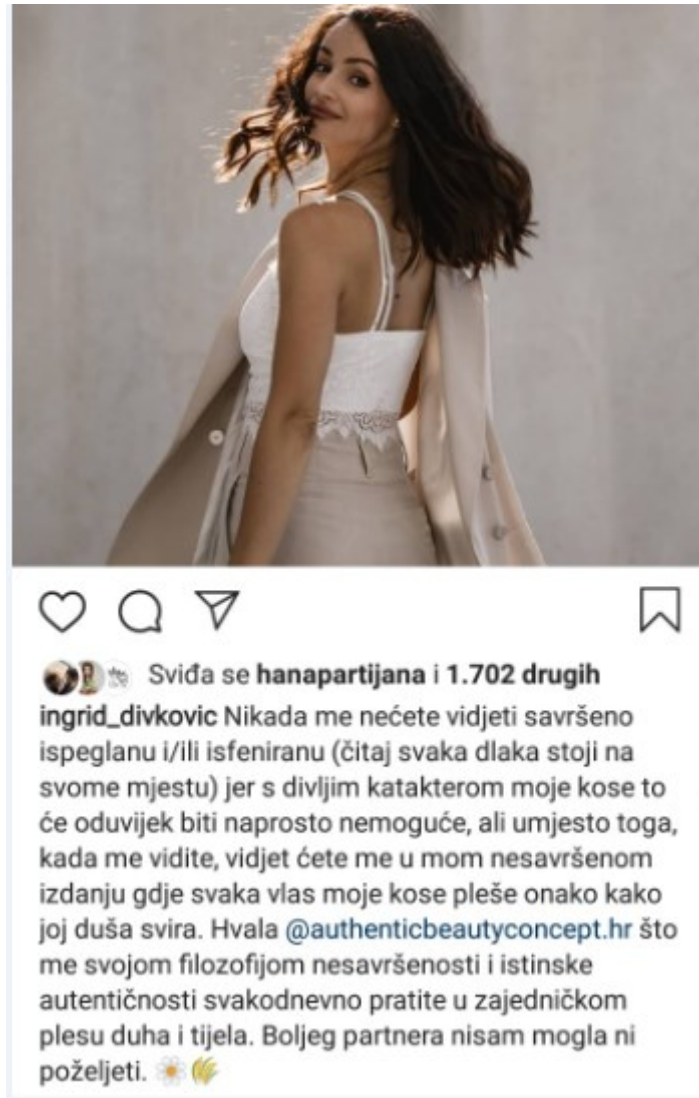 Sviđa se hanapartijana i 1.702 drugih
ingrid_divkovic Nikada me nećete vidjeti savršeno
ispeglanu i/ili isfeniranu (čitaj svaka dlaka stoji na
svome mjestu) jer s divljim katakterom moje kose to
će oduvijek biti naprosto nemoguće, ali umjesto toga,
kada me vidite, vidjet ćete me u mom nesavršenom
izdanju gdje svaka vlas moje kose pleše onako kako
joj duša svira. Hvala @authenticbeautyconcept.hr što
me svojom filozofijom nesavršenosti i istinske
autentičnosti svakodnevno pratite u zajedničkom
plesu duha i tijela. Boljeg partnera nisam mogla ni
poželjeti. 🌼🌾